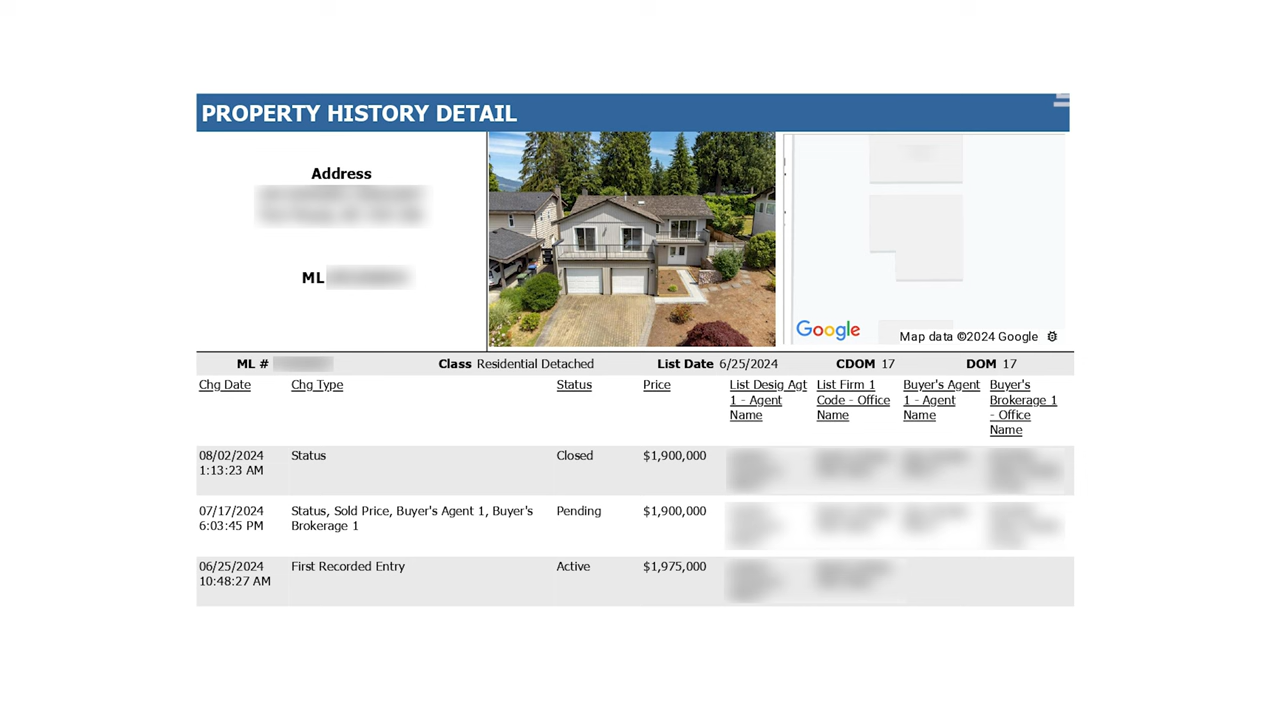 PROPERTY HISTORY DETAIL
Address
ML
Google
Map data ©2024 Google
ML # Class Residential Detached List Date 6/25/2024 CDOM 17 DOM 17
Chg Date Chg Type Status Price List Desig Agt List Firm 1 Buyer's Agent Buyer's
1 - Agent Code - Office 1 - Agent Brokerage 1
Name Name Name - Office
Name
08/02/2024 Status Closed $1,900,000
1:13:23 AM
07/17/2024 Status, Sold Price, Buyer's Agent 1, Buyer's Pending $1,900,000
6:03:45 PM Brokerage 1
06/25/2024 First Recorded Entry Active $1,975,000
10:48:27 AM